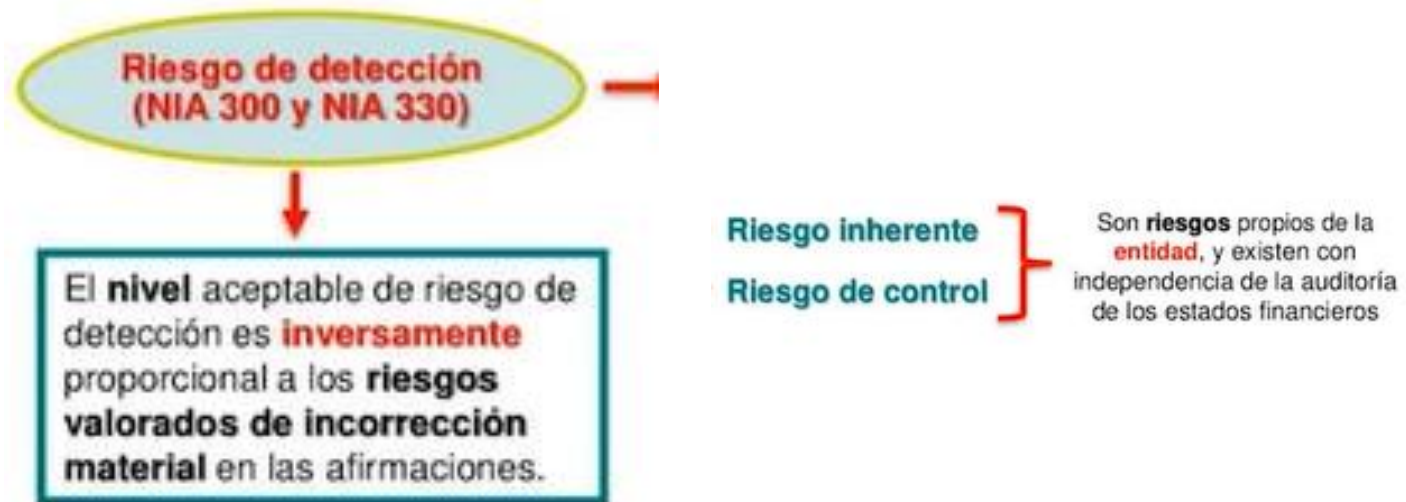 Riesgo de detección
(NIA 300 y NIA 330)
El nivel aceptable de riesgo de
detección es inversamente
proporcional a los riesgos
valorados de incorrección
material en las afirmaciones.
Riesgo inherente
Riesgo de control
Son riesgos propios de la
entidad, y existen con
independencia de la auditoría
de los estados financieros